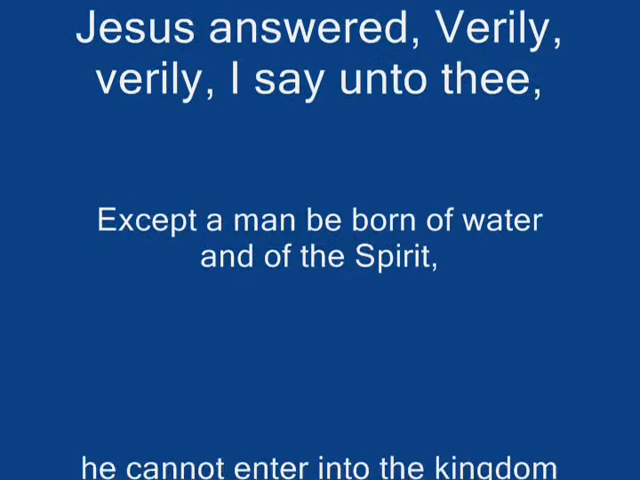 Jesus answered, Verily,
verily, I say unto thee,
Except a man be born of water
and of the Spirit,
he cannot enter into the kingdom